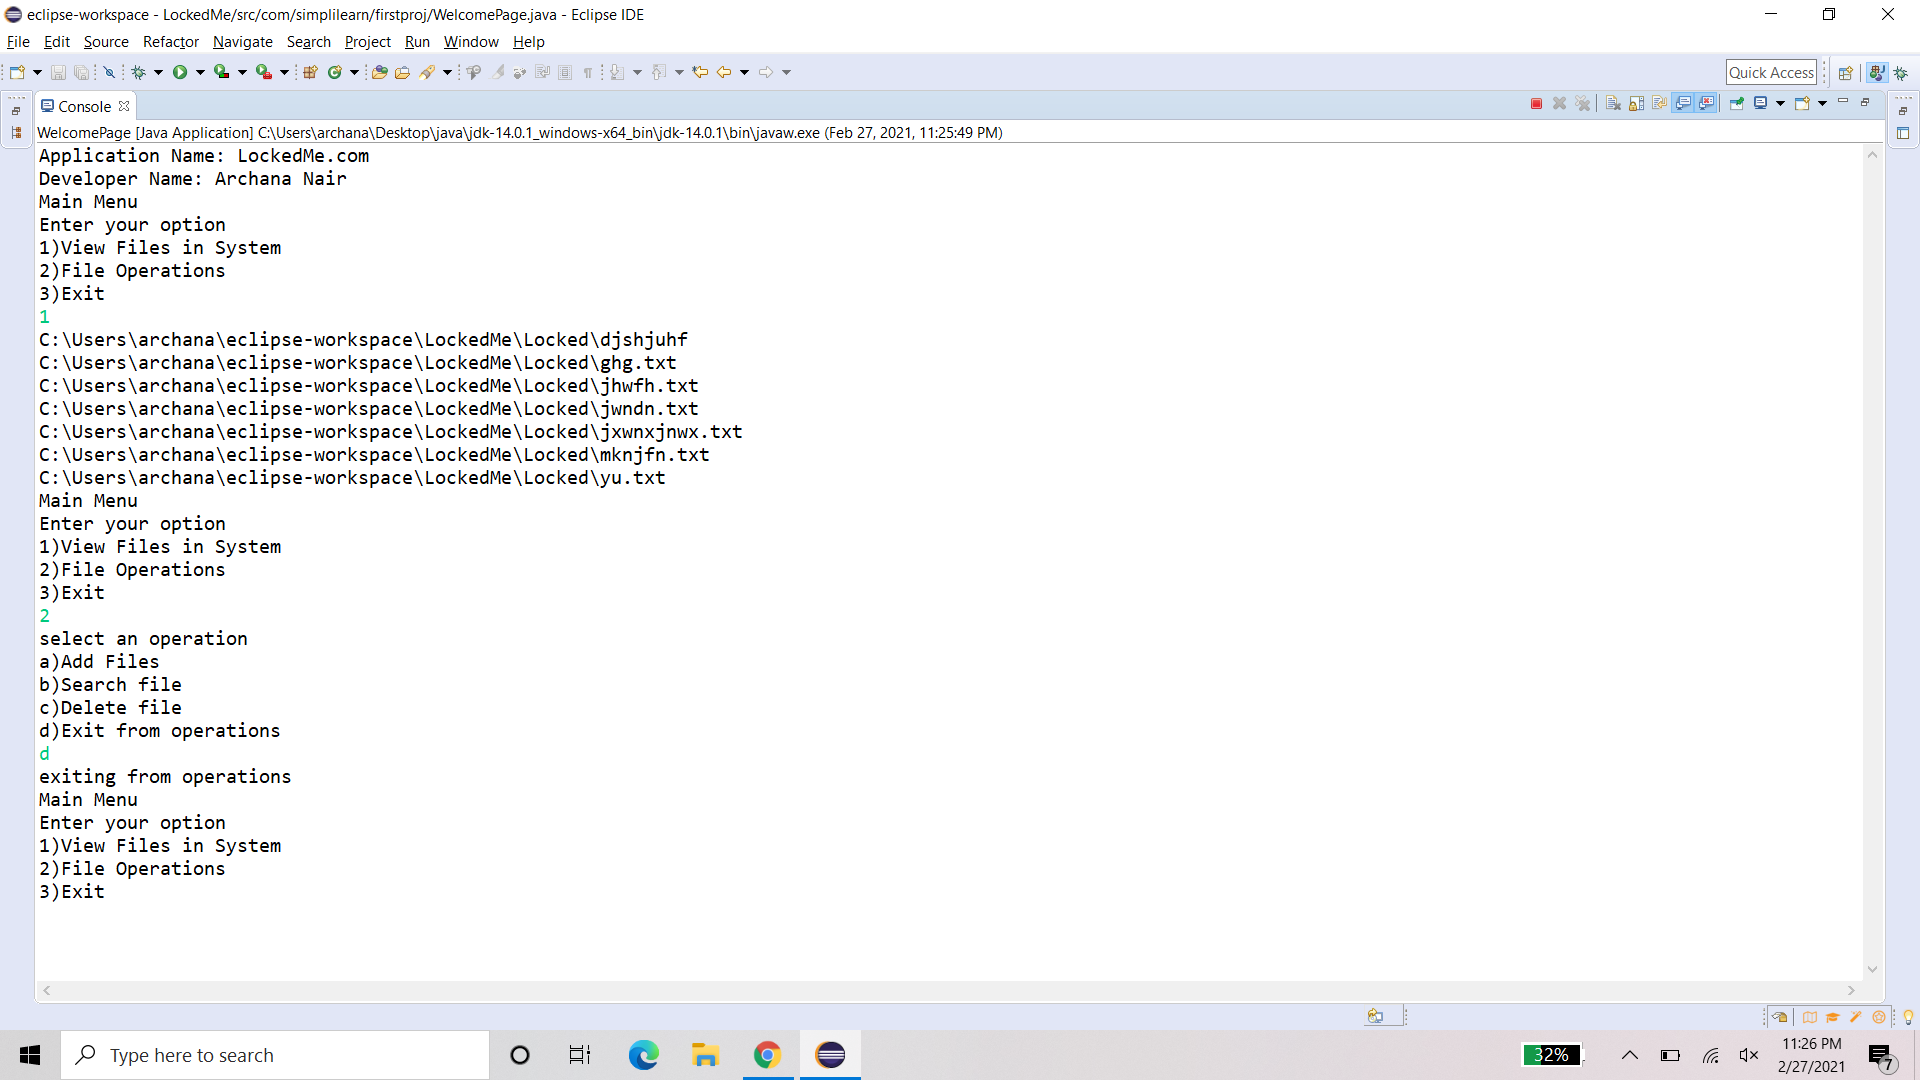 eclipse-workspace - LockedMe/src/com/simplilearn/firstproj/WelcomePage.java - Eclipse IDE
File Edit Source Refactor Navigate Search Project Run Window Help
Quick Access
Console
WelcomePage [Java Application] C:\Users\archana\Desktop\java\jdk-14.0.1_windows-x64_bin\jdk-14.0.1\bin\javaw.exe (Feb 27, 2021, 11:25:49 PM)
Application Name: LockedMe.com
Developer Name: Archana Nair
Main Menu
Enter your option
1)View Files in System
2)File Operations
3)Exit
1
C:\Users\archana\eclipse-workspace\LockedMe\Locked\djshjuhf
C:\Users\archana\eclipse-workspace\LockedMe\Locked\ghg.txt
C:\Users\archana\eclipse-workspace\LockedMe\Locked\jhwfh.txt
C:\Users\archana\eclipse-workspace\LockedMe\Locked\jwndn.txt
C:\Users\archana\eclipse-workspace\LockedMe\Locked\jxwnxjnwx.txt
C:\Users\archana\eclipse-workspace\LockedMe\Locked\mknjfn.txt
C:\Users\archana\eclipse-workspace\LockedMe\Locked\yu.txt
Main Menu
Enter your option
1)View Files in System
2)File Operations
3)Exit
2
select an operation
a)Add Files
b)Search file
c)Delete file
d)Exit from operations
d
exiting from operations
Main Menu
Enter your option
1)View Files in System
2)File Operations
3)Exit
Type here to search
32%
11:26 PM
2/27/2021
7